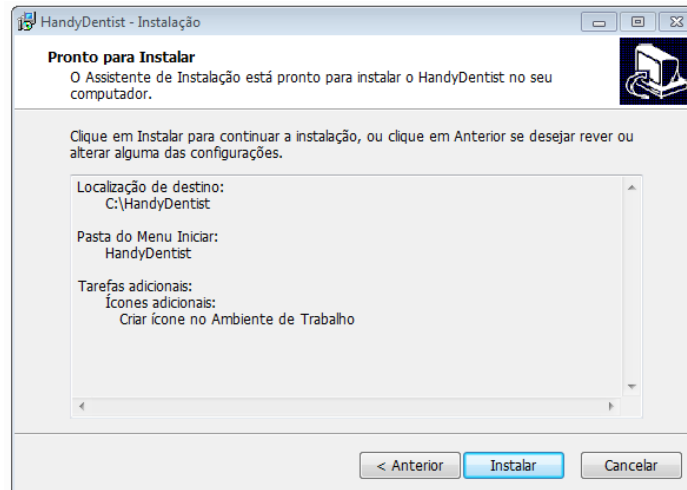 HandyDentist - Instalação
Pronto para Instalar
O Assistente de Instalação está pronto para instalar o HandyDentist no seu
computador.
Clique em Instalar para continuar a instalação, ou clique em Anterior se desejar rever ou
alterar alguma das configurações.
Localização de destino:
C:\HandyDentist
Pasta do Menu Iniciar:
HandyDentist
Tarefas adicionais:
Ícones adicionais:
Criar ícone no Ambiente de Trabalho
< Anterior
Instalar
Cancelar